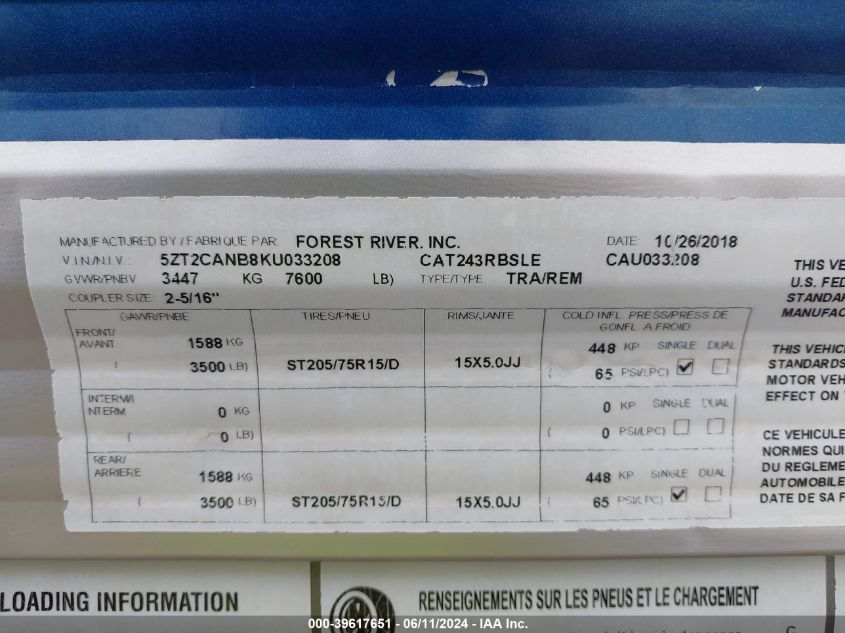 MANUFACTURED BY / FABRIQUE PAR FOREST RIVER, INC. DATE: 10/26/2018
V I N/N.I.V.: 5ZT2CANB8KU033208 CAT243RBSLE CAU033208
GVWR/PNBV 3447 KG 7600 LB) TYPE/TYPE TRA/REM
COUPLER SIZE 2-5/16"
GAWR/PNBE TIRES/PNEU RIMS/JANTE COLD INFL PRESS/PRESS DE
GONFL A FROID
FRONT/
AVANT 1588 KG 448 KP SINGLE DUAL
( 3500 LB) ST205/75R15/D 15X5.0JJ ( 65 PSI/LPC)
INTERM/
INTERM 0 KG 0 KP SINGLE DUAL
( 0 LB) ( 0 PSI/LPC)
REAR/
ARRIERE 1588 KG 448 KP SINGLE DUAL
( 3500 LB) ST205/75R15/D 15X5.0JJ ( 65 PSI/LPC)
THIS VE
U.S. FED
STANDAR
MANUFAC
THIS VEHIC
STANDARDS
MOTOR VEH
EFFECT ON
CE VEHICULE
NORMES QUI
DU REGLEME
AUTOMOBILE
DATE DE SA F
LOADING INFORMATION
RENSEIGNEMENTS SUR LES PNEUS ET LE CHARGEMENT
000-39617651 - 06/11/2024 - IAA Inc.